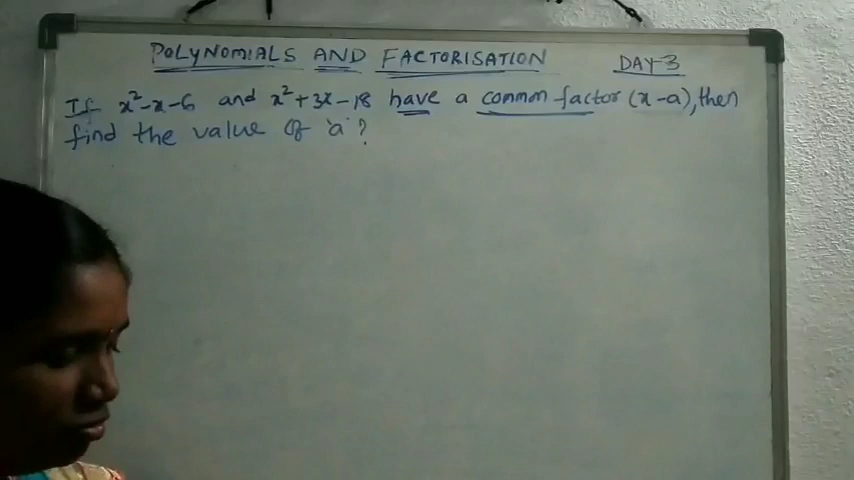 POLYNOMIALS AND FACTORISATION DAY-3
If x²-x-6 and x²+3x-18 have a common factor (x-a), then
find the value of 'a'?